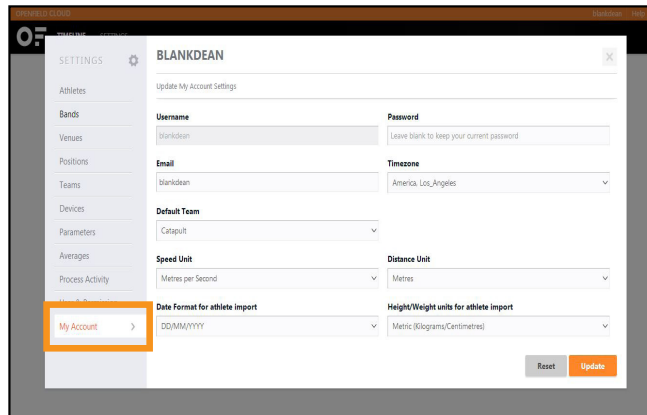 OPENFIELD CLOUD
blankdean Help
OF TIMELINE SETTINGS
SETTINGS
Athletes
Bands
Venues
Positions
Teams
Devices
Parameters
Averages
Process Activity
My Account >
BLANKDEAN X
Update My Account Settings
Username Password
blankdean Leave blank to keep your current password
Email Timezone
blankdean America, Los_Angeles
Default Team
Catapult
Speed Unit Distance Unit
Metres per Second Metres
Date Format for athlete import Height/Weight units for athlete import
DD/MM/YYYY Metric (Kilograms/Centimetres)
Reset Update